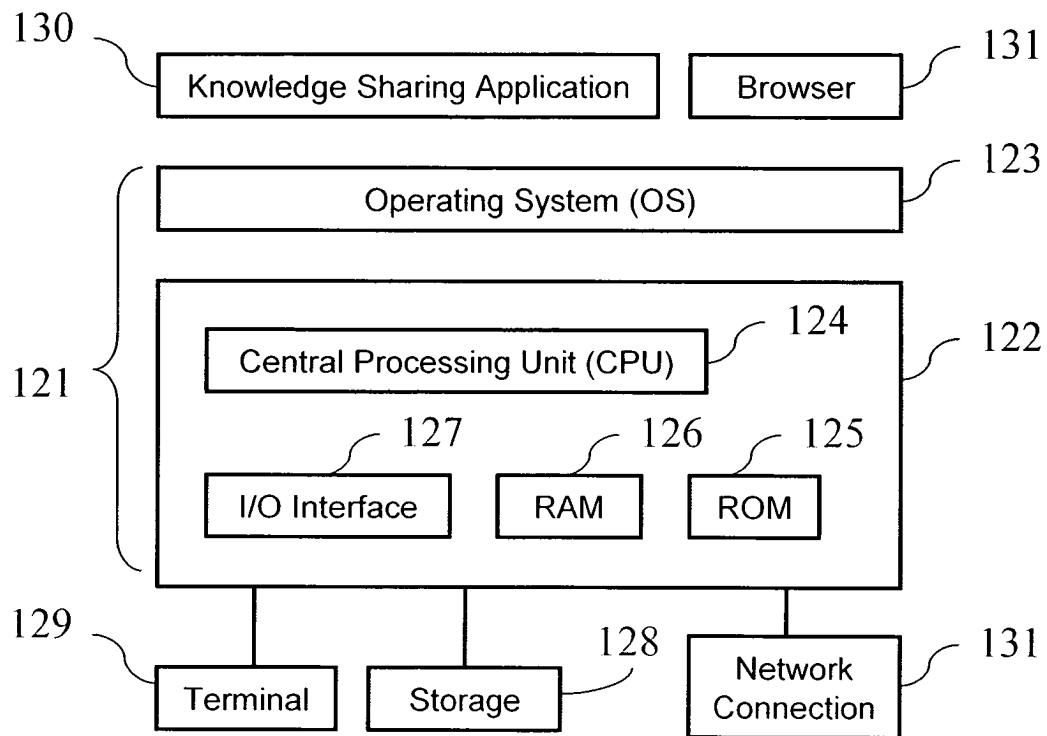 130
Knowledge Sharing Application
Browser
131
Operating System (OS)
123
121
Central Processing Unit (CPU)
124
122
127
I/O Interface
126
RAM
125
ROM
129
Terminal
Storage
128
Network
Connection
131